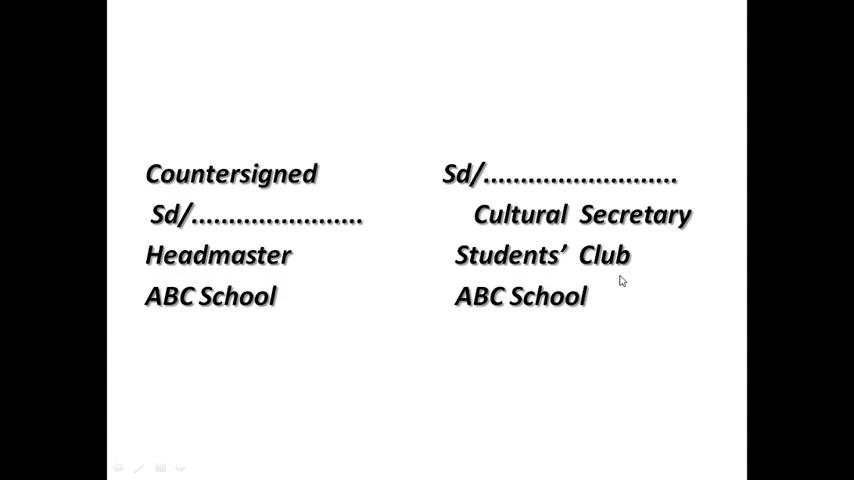 Countersigned
Sd/.......................
Headmaster
ABC School
Sd/..........................
Cultural Secretary
Students’ Club
ABC School